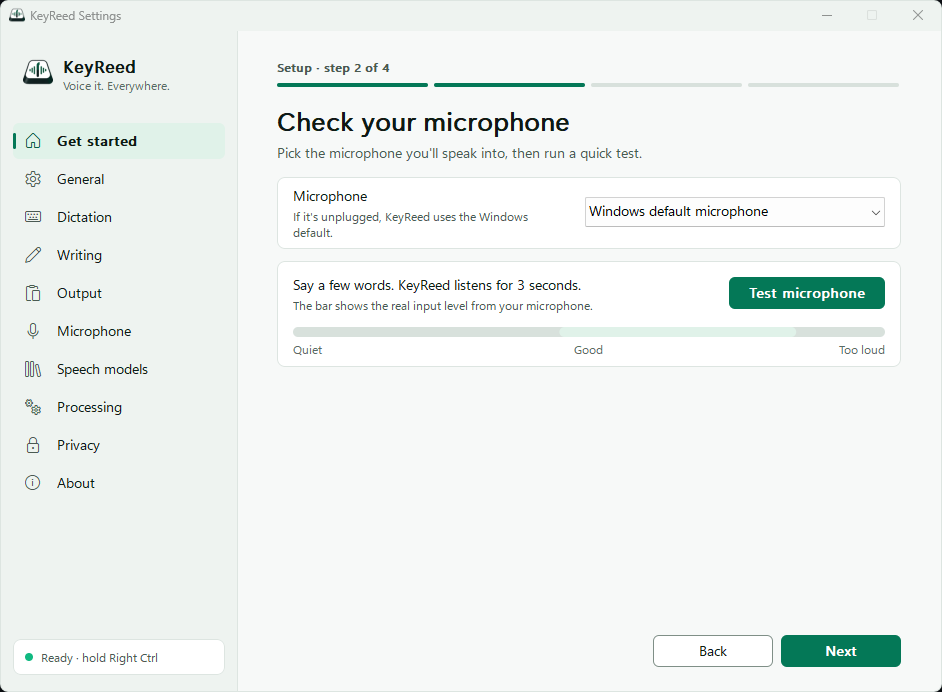 KeyReed Settings
KeyReed
Voice it. Everywhere.
Get started
General
Dictation
Writing
Output
Microphone
Speech models
Processing
Privacy
About
Ready · hold Right Ctrl
Setup · step 2 of 4
Check your microphone
Pick the microphone you'll speak into, then run a quick test.
Microphone
If it's unplugged, KeyReed uses the Windows
default.
Windows default microphone
Say a few words. KeyReed listens for 3 seconds.
The bar shows the real input level from your microphone.
Test microphone
Quiet
Good
Too loud
Back
Next